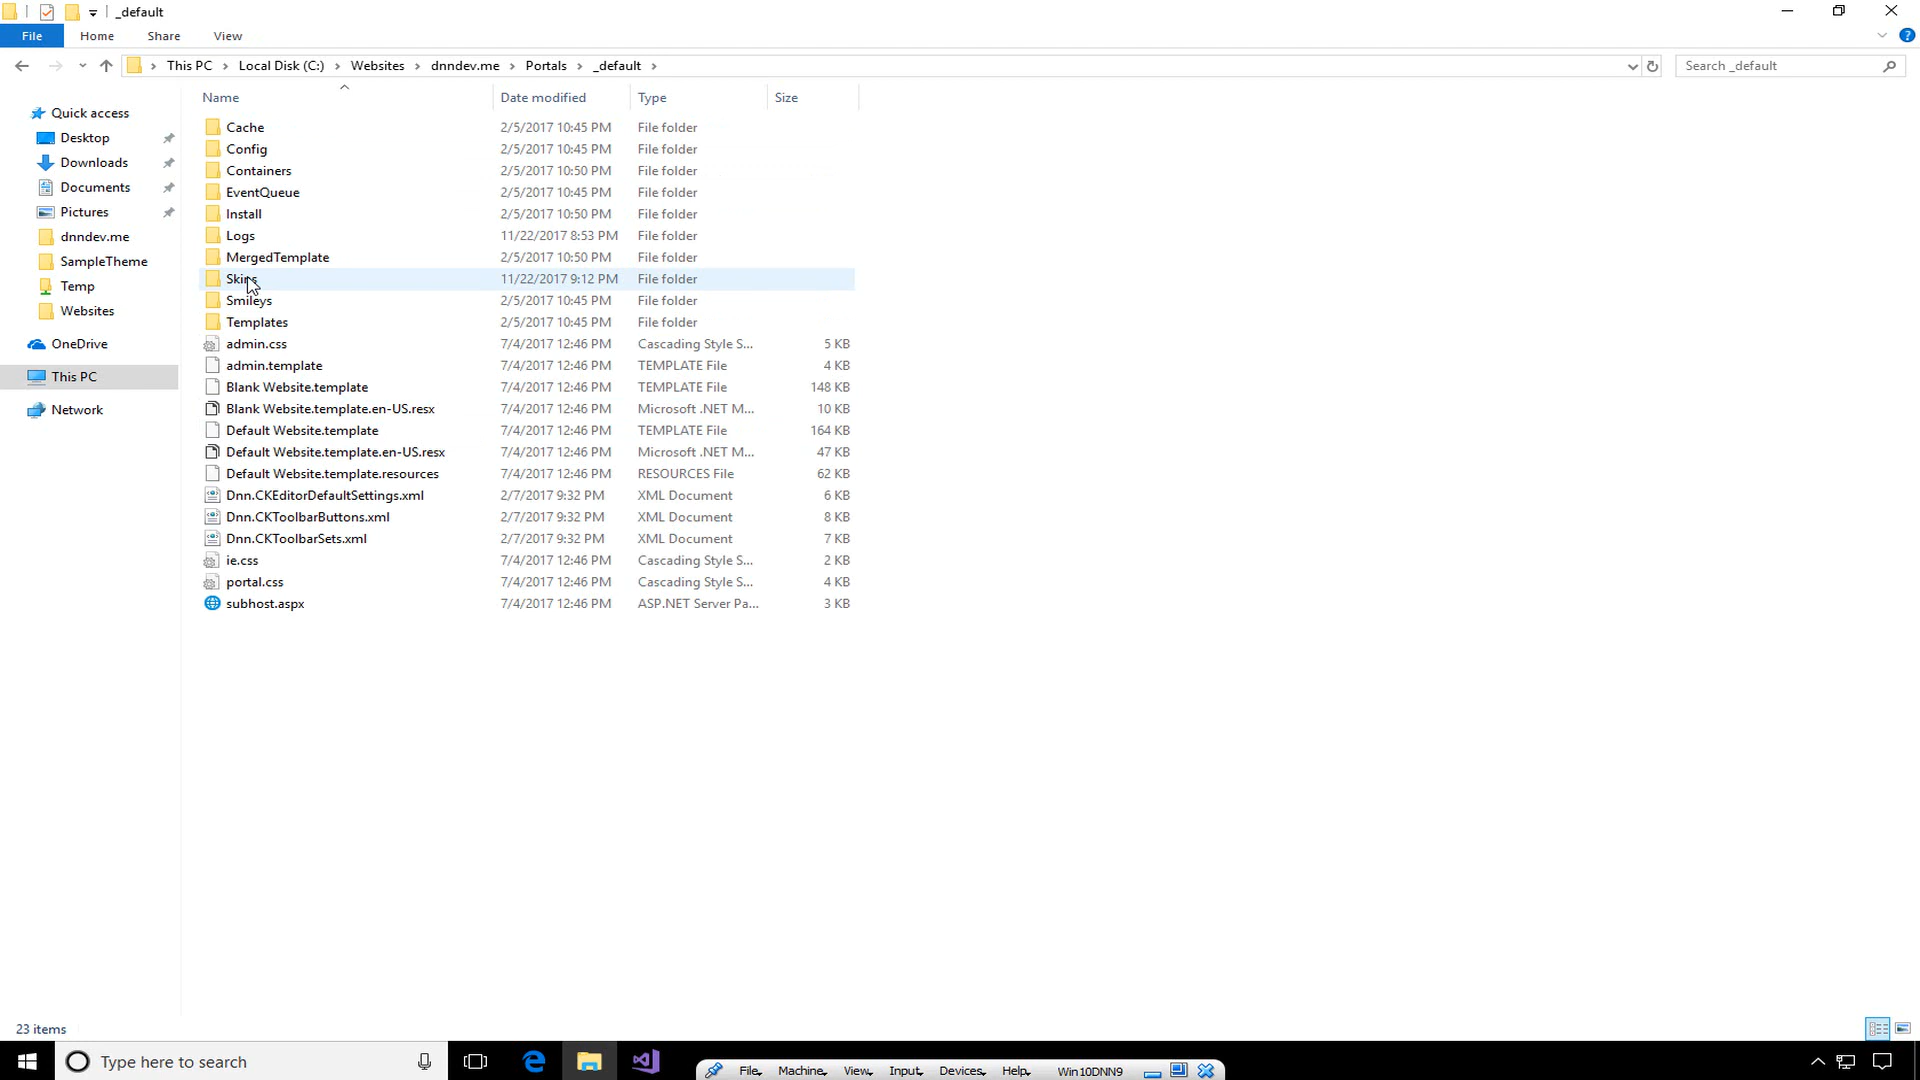 _default
File Home Share View
This PC Local Disk (C:) Websites dnndev.me Portals _default Search _default
Name Date modified Type Size
Quick access
Desktop
Downloads
Documents
Pictures
dnndev.me
SampleTheme
Temp
Websites
OneDrive
This PC
Network
Cache 2/5/2017 10:45 PM File folder
Config 2/5/2017 10:45 PM File folder
Containers 2/5/2017 10:50 PM File folder
EventQueue 2/5/2017 10:45 PM File folder
Install 2/5/2017 10:50 PM File folder
Logs 11/22/2017 8:53 PM File folder
MergedTemplate 2/5/2017 10:50 PM File folder
Skins 11/22/2017 9:12 PM File folder
Smileys 2/5/2017 10:45 PM File folder
Templates 2/5/2017 10:45 PM File folder
admin.css 7/4/2017 12:46 PM Cascading Style S... 5 KB
admin.template 7/4/2017 12:46 PM TEMPLATE File 4 KB
Blank Website.template 7/4/2017 12:46 PM TEMPLATE File 148 KB
Blank Website.template.en-US.resx 7/4/2017 12:46 PM Microsoft .NET M... 10 KB
Default Website.template 7/4/2017 12:46 PM TEMPLATE File 164 KB
Default Website.template.en-US.resx 7/4/2017 12:46 PM Microsoft .NET M... 47 KB
Default Website.template.resources 7/4/2017 12:46 PM RESOURCES File 62 KB
Dnn.CKEditorDefaultSettings.xml 2/7/2017 9:32 PM XML Document 6 KB
Dnn.CKToolbarButtons.xml 2/7/2017 9:32 PM XML Document 8 KB
Dnn.CKToolbarSets.xml 2/7/2017 9:32 PM XML Document 7 KB
ie.css 7/4/2017 12:46 PM Cascading Style S... 2 KB
portal.css 7/4/2017 12:46 PM Cascading Style S... 4 KB
subhost.aspx 7/4/2017 12:46 PM ASP.NET Server Pa... 3 KB
23 items
Type here to search
File Machine View Input Devices Help Win10DNN9